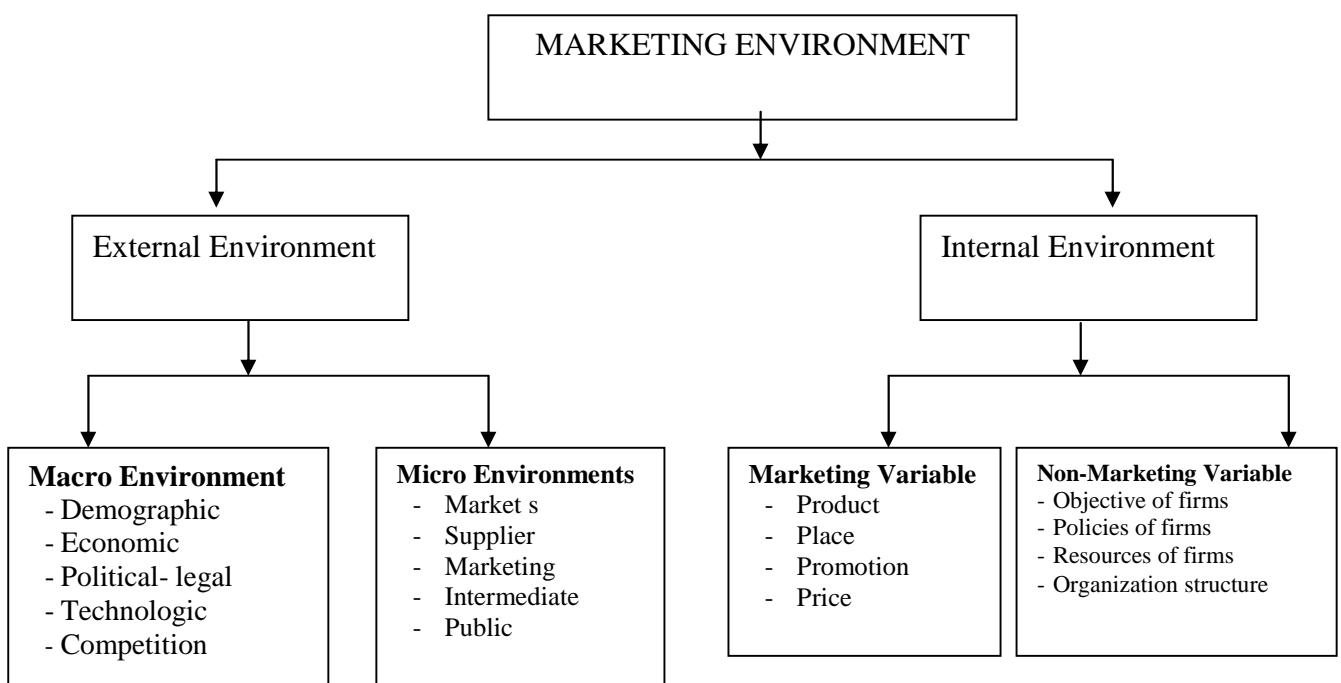 MARKETING ENVIRONMENT
External Environment
Internal Environment
Macro Environment
- Demographic
- Economic
- Political- legal
- Technologic
- Competition
Micro Environments
- Market s
- Supplier
- Marketing
- Intermediate
- Public
Marketing Variable
- Product
- Place
- Promotion
- Price
Non-Marketing Variable
- Objective of firms
- Policies of firms
- Resources of firms
- Organization structure